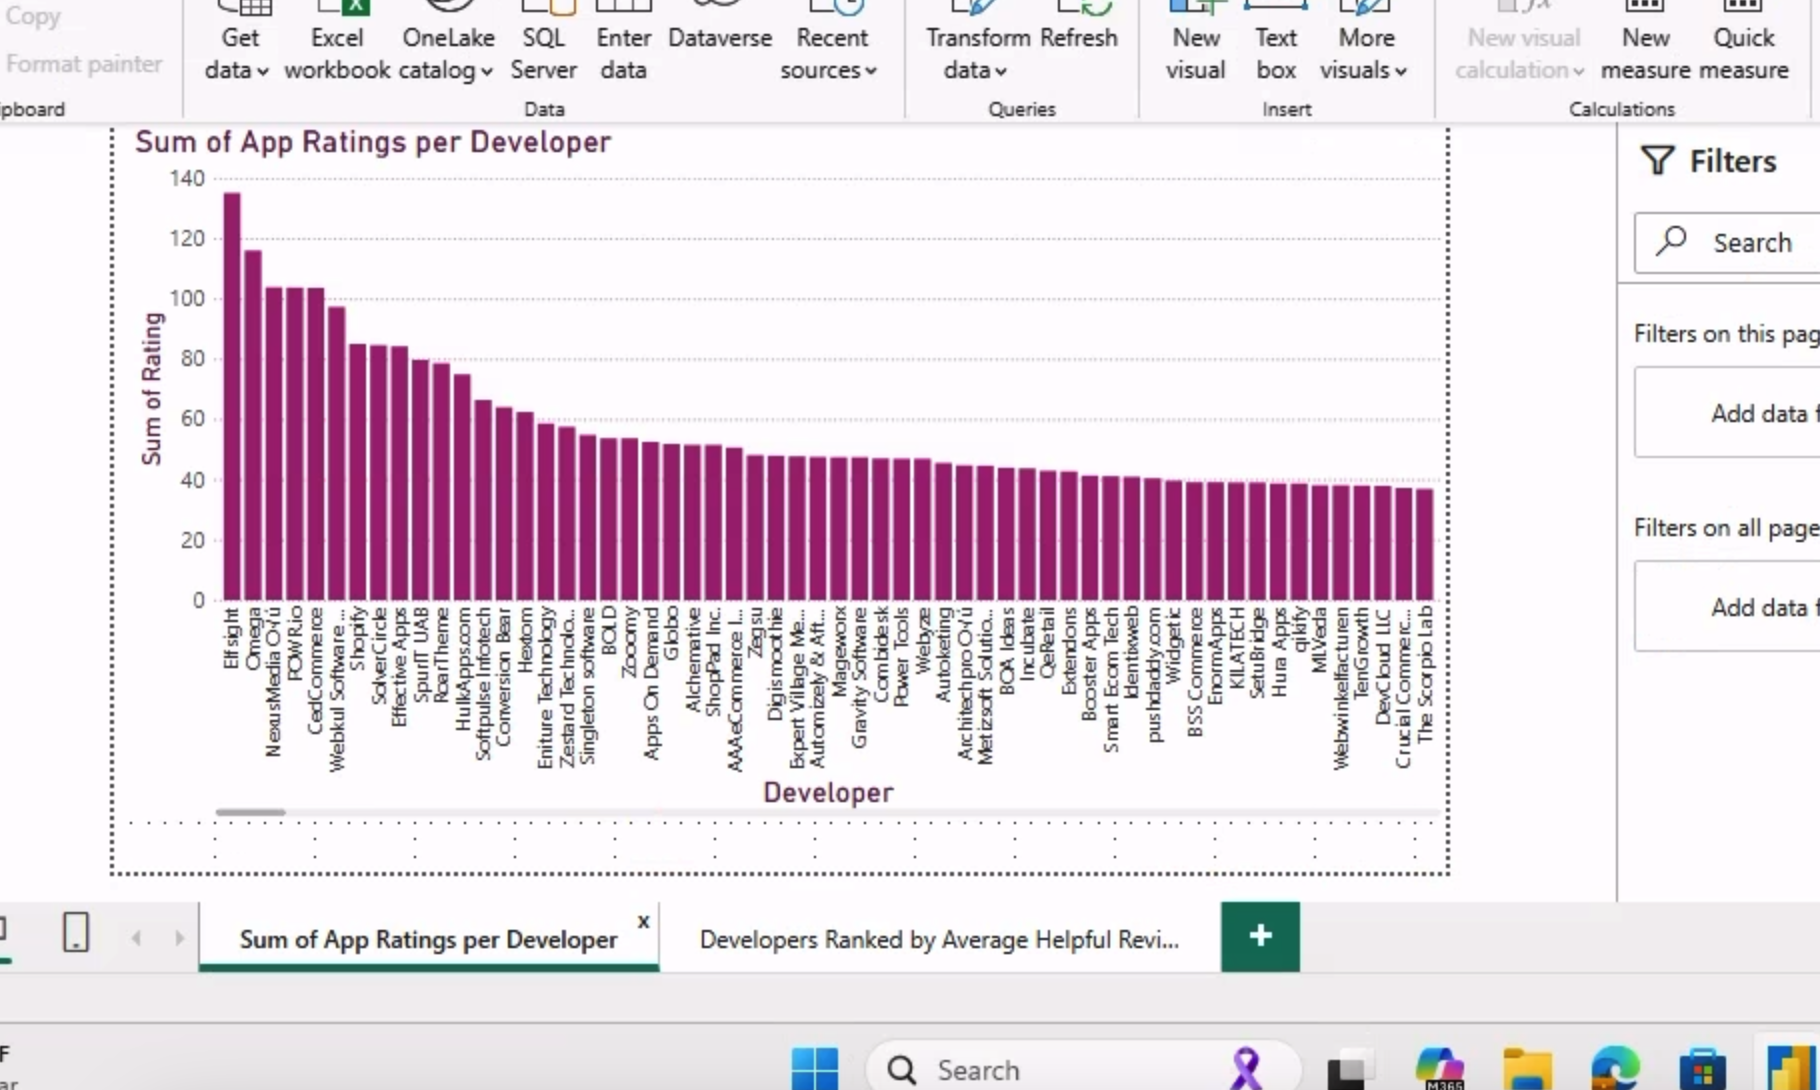 Copy
Format painter
ipboard
Get data
Excel workbook
OneLake catalog
SQL Server
Enter data
Dataverse
Recent sources
Data
Transform data
Refresh
Queries
New visual
Text box
More visuals
Insert
New visual calculation
New measure
Quick measure
Calculations
Sum of App Ratings per Developer
140
120
100
80
60
40
20
0
Sum of Rating
Elfsight
Omega
NexusMedia O√ú
POWR.io
CedCommerce
Webkul Software ...
Shopify
SolverCircle
Effective Apps
SpurIT UAB
RoarTheme
HulkApps.com
Softpulse Infotech
Conversion Bear
Hextom
Eniture Technology
Zestard Technolo...
Singleton software
BOLD
Zooomy
Apps On Demand
Globo
Alchemative
ShopPad Inc.
AAAeCommerce I...
Zegsu
Digismoothie
Expert Village Me...
Automizely & Aft...
Mageworx
Gravity Software
Combidesk
Power Tools
Webyze
Autoketing
Architechpro O√ú
Metizsoft Solutio...
BOA Ideas
Incubate
QeRetail
Extendons
Booster Apps
Smart Ecom Tech
Identixweb
pushdaddy.com
Widgetic
BSS Commerce
EnormApps
KILATECH
SetuBridge
Hura Apps
qikify
MLVeda
Webwinkelfacturen
TenGrowth
DevCloud LLC
Crucial Commerc...
The Scorpio Lab
Developer
Filters
Search
Filters on this pag
Add data f
Filters on all page
Add data f
Sum of App Ratings per Developer
x
Developers Ranked by Average Helpful Revi...
+
F
ar
Search
M365